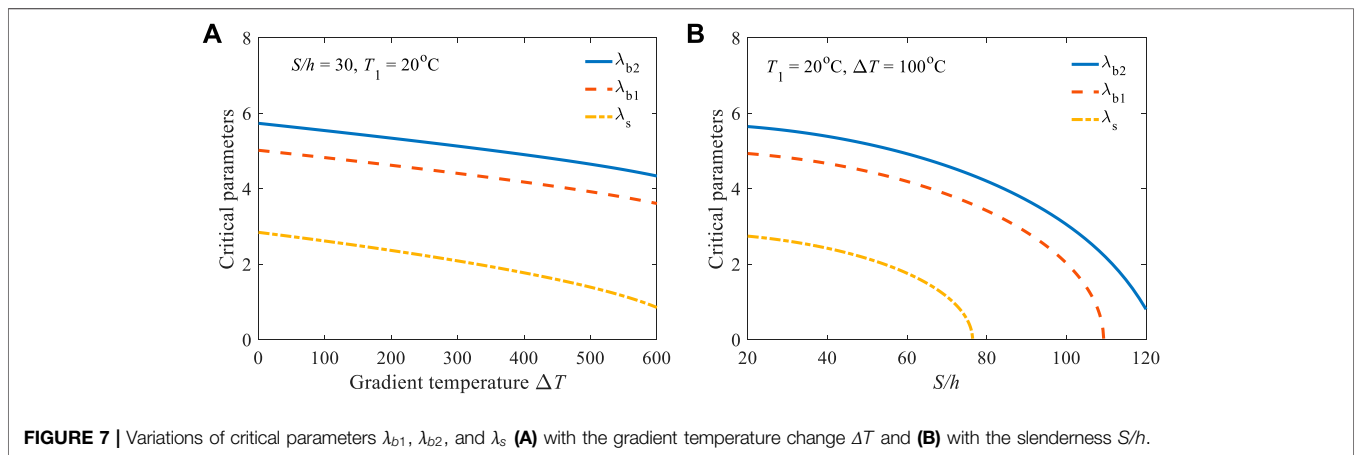 A
S/h = 30, T₁ = 20°C
λb2
λb1
λs
8
6
4
2
0
Critical parameters
0 100 200 300 400 500 600
Gradient temperature ΔT
B
T₁ = 20°C, ΔT = 100°C
λb2
λb1
λs
8
6
4
2
0
Critical parameters
20 40 60 80 100 120
S/h
FIGURE 7 | Variations of critical parameters λb1, λb2, and λs (A) with the gradient temperature change ΔT and (B) with the slenderness S/h.